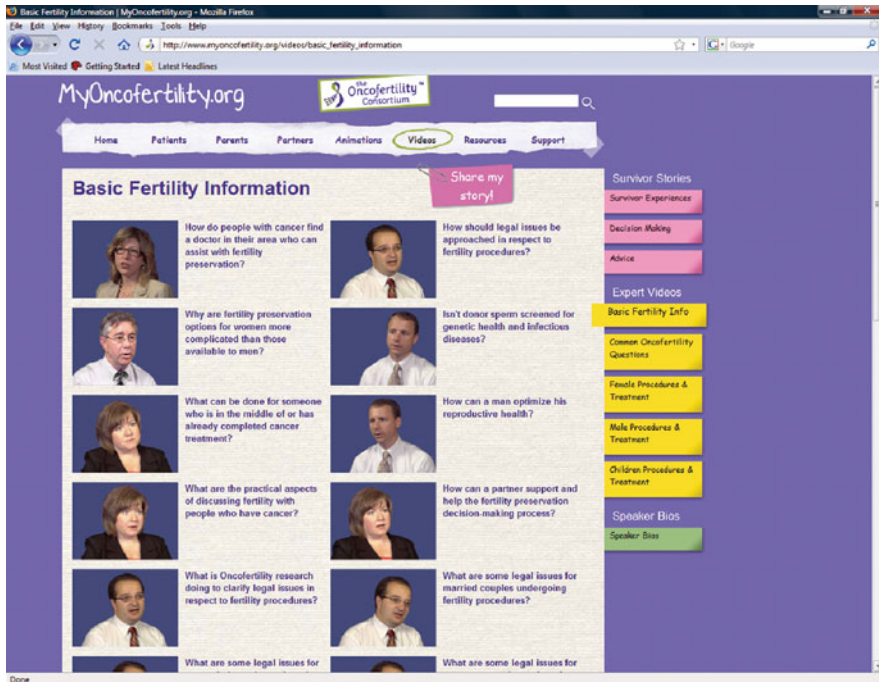 Basic Fertility Information | MyOncofertility.org - Mozilla Firefox
File Edit View History Bookmarks Tools Help
http://www.myoncofertility.org/videos/basic_fertility_information
Google
Most Visited Getting Started Latest Headlines
MyOncofertility.org
the
Oncofertility™
Consortium
Home Patients Parents Partners Animations Videos Resources Support
Share my
story!
Basic Fertility Information
How do people with cancer find
a doctor in their area who can
assist with fertility
preservation?
How should legal issues be
approached in respect to
fertility procedures?
Why are fertility preservation
options for women more
complicated than those
available to men?
Isn't donor sperm screened for
genetic health and infectious
diseases?
What can be done for someone
who is in the middle of or has
already completed cancer
treatment?
How can a man optimize his
reproductive health?
What are the practical aspects
of discussing fertility with
people who have cancer?
How can a partner support and
help the fertility preservation
decision-making process?
What is Oncofertility research
doing to clarify legal issues in
respect to fertility procedures?
What are some legal issues for
married couples undergoing
fertility procedures?
What are some legal issues for
What are some legal issues for
Survivor Stories
Survivor Experiences
Decision Making
Advice
Expert Videos
Basic Fertility Info
Common Oncofertility
Questions
Female Procedures &
Treatment
Male Procedures &
Treatment
Children Procedures &
Treatment
Speaker Bios
Speaker Bios
Done